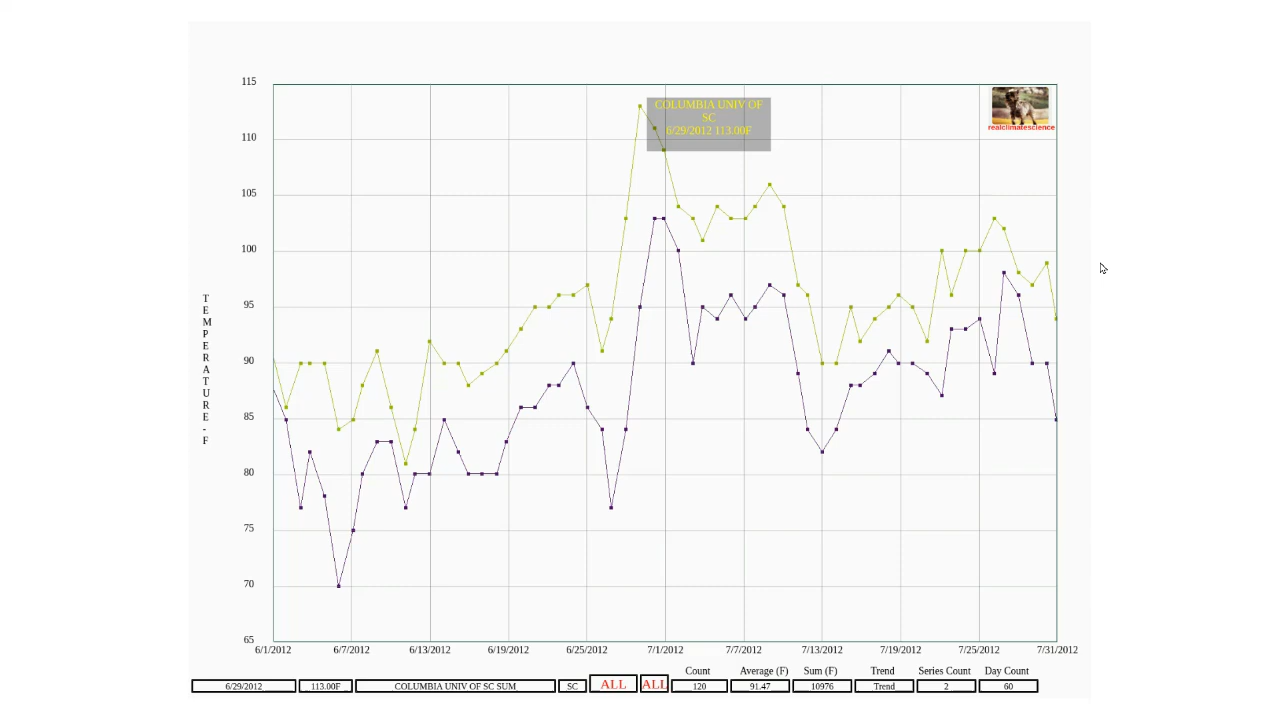 115
COLUMBIA UNIV OF
SC
6/29/2012 113.00F
realclimatescience
110
105
100
95
90
85
80
75
70
65
TEMPERATURE-F
6/1/2012 6/7/2012 6/13/2012 6/19/2012 6/25/2012 7/1/2012 7/7/2012 7/13/2012 7/19/2012 7/25/2012 7/31/2012
Count Average (F) Sum (F) Trend Series Count Day Count
6/29/2012 113.00F COLUMBIA UNIV OF SC SUM SC ALL ALL 120 91.47 10976 Trend 2 60